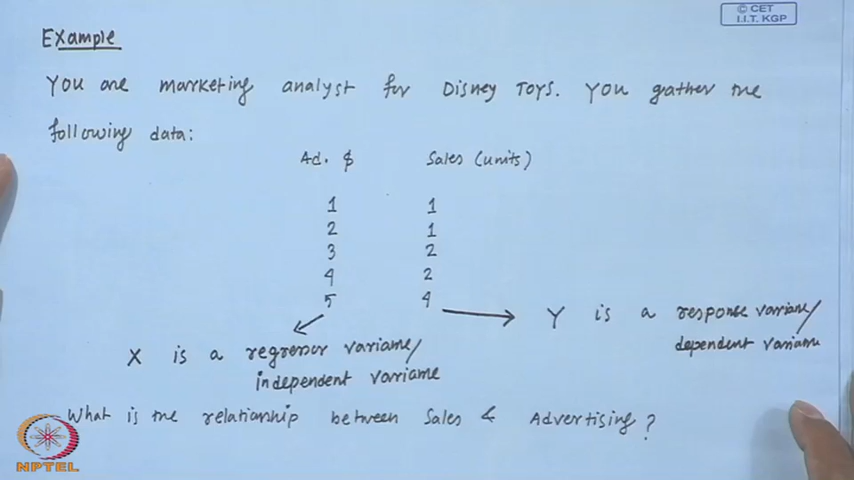 © CET
I.I.T. KGP
Example
You are marketing analyst for Disney Toys. You gather the
following data:
Ad. $ Sales (units)
1 1
2 1
3 2
4 2
5 4
Y is a response variable/
dependent variable
X is a regressor variable/
independent variable
What is the relationship between Sales & Advertising?
NPTEL